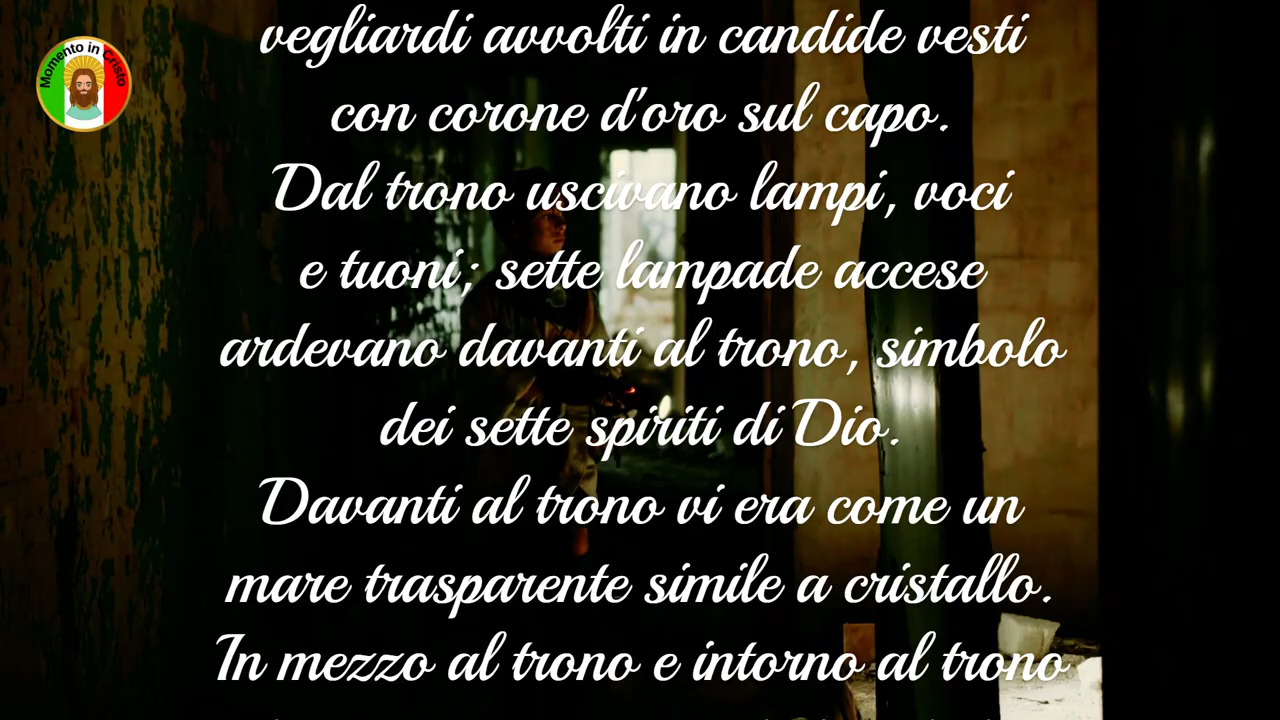 Momento in Cristo
vegliardi avvolti in candide vesti
con corone d'oro sul capo.
Dal trono uscivano lampi, voci
e tuoni; sette lampade accese
ardevano davanti al trono, simbolo
dei sette spiriti di Dio.
Davanti al trono vi era come un
mare trasparente simile a cristallo.
In mezzo al trono e intorno al trono